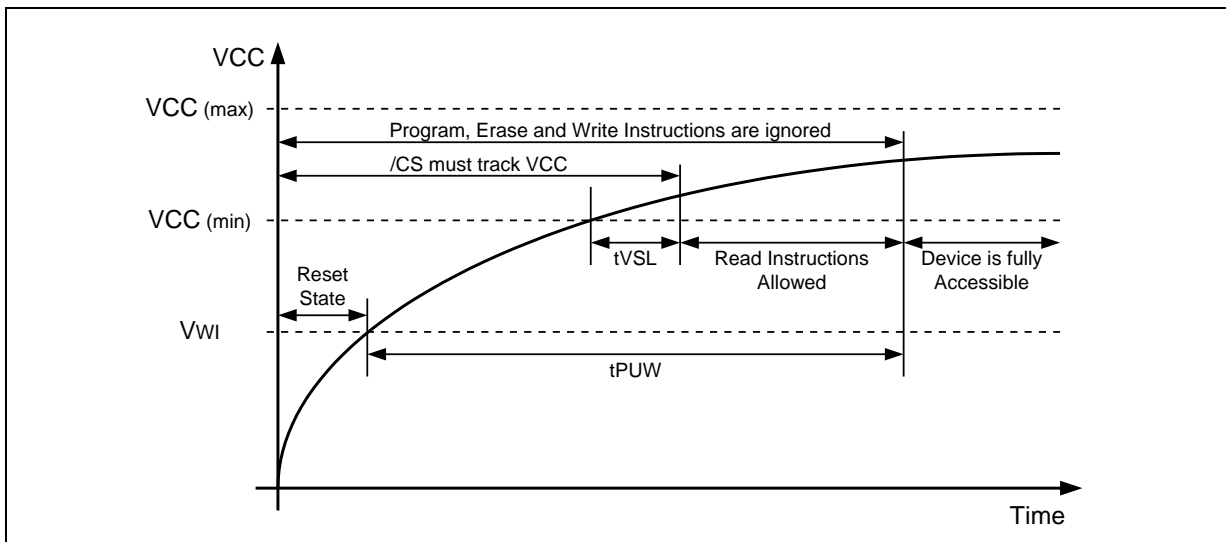 VCC
VCC (max)
Program, Erase and Write Instructions are ignored
/CS must track VCC
VCC (min)
tVSL
Read Instructions
Allowed
Device is fully
Accessible
Reset
State
VWI
tPUW
Time